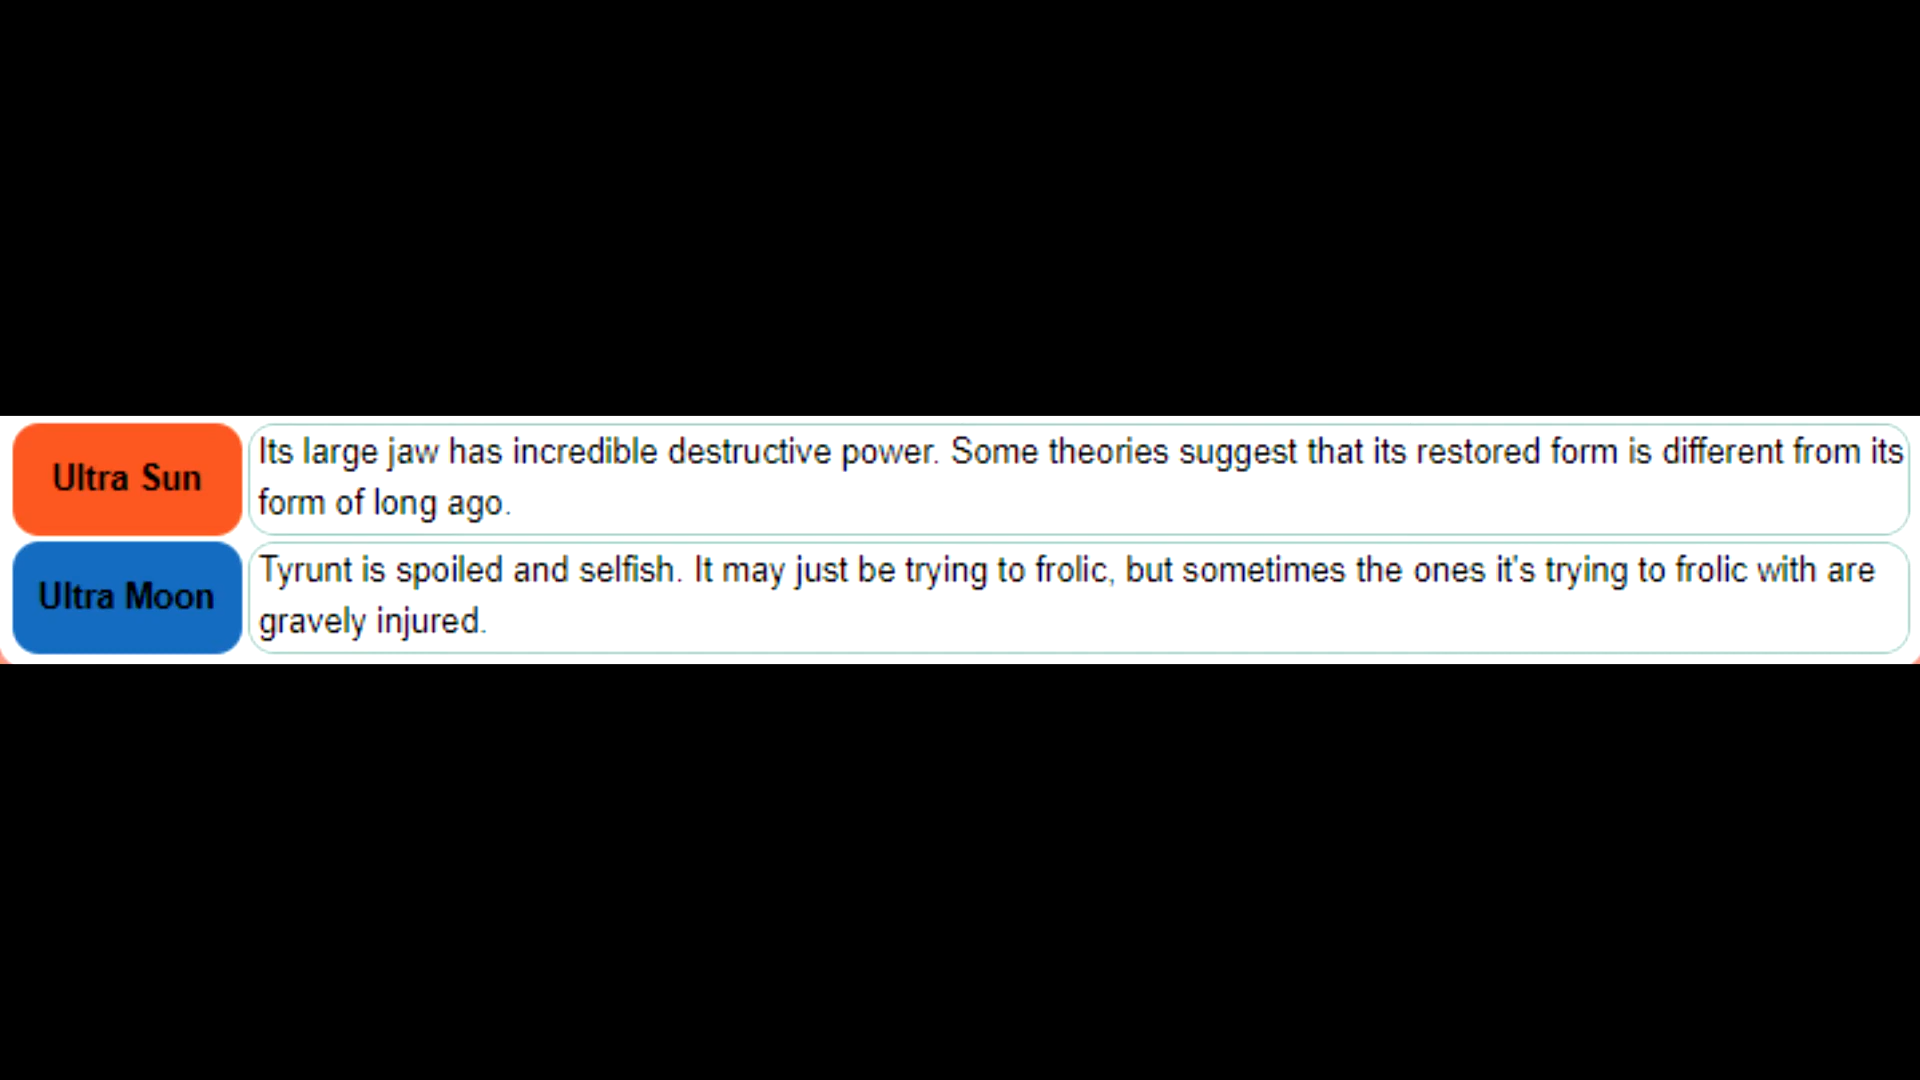 Ultra Sun
Its large jaw has incredible destructive power. Some theories suggest that its restored form is different from its
form of long ago.
Ultra Moon
Tyrunt is spoiled and selfish. It may just be trying to frolic, but sometimes the ones it's trying to frolic with are
gravely injured.